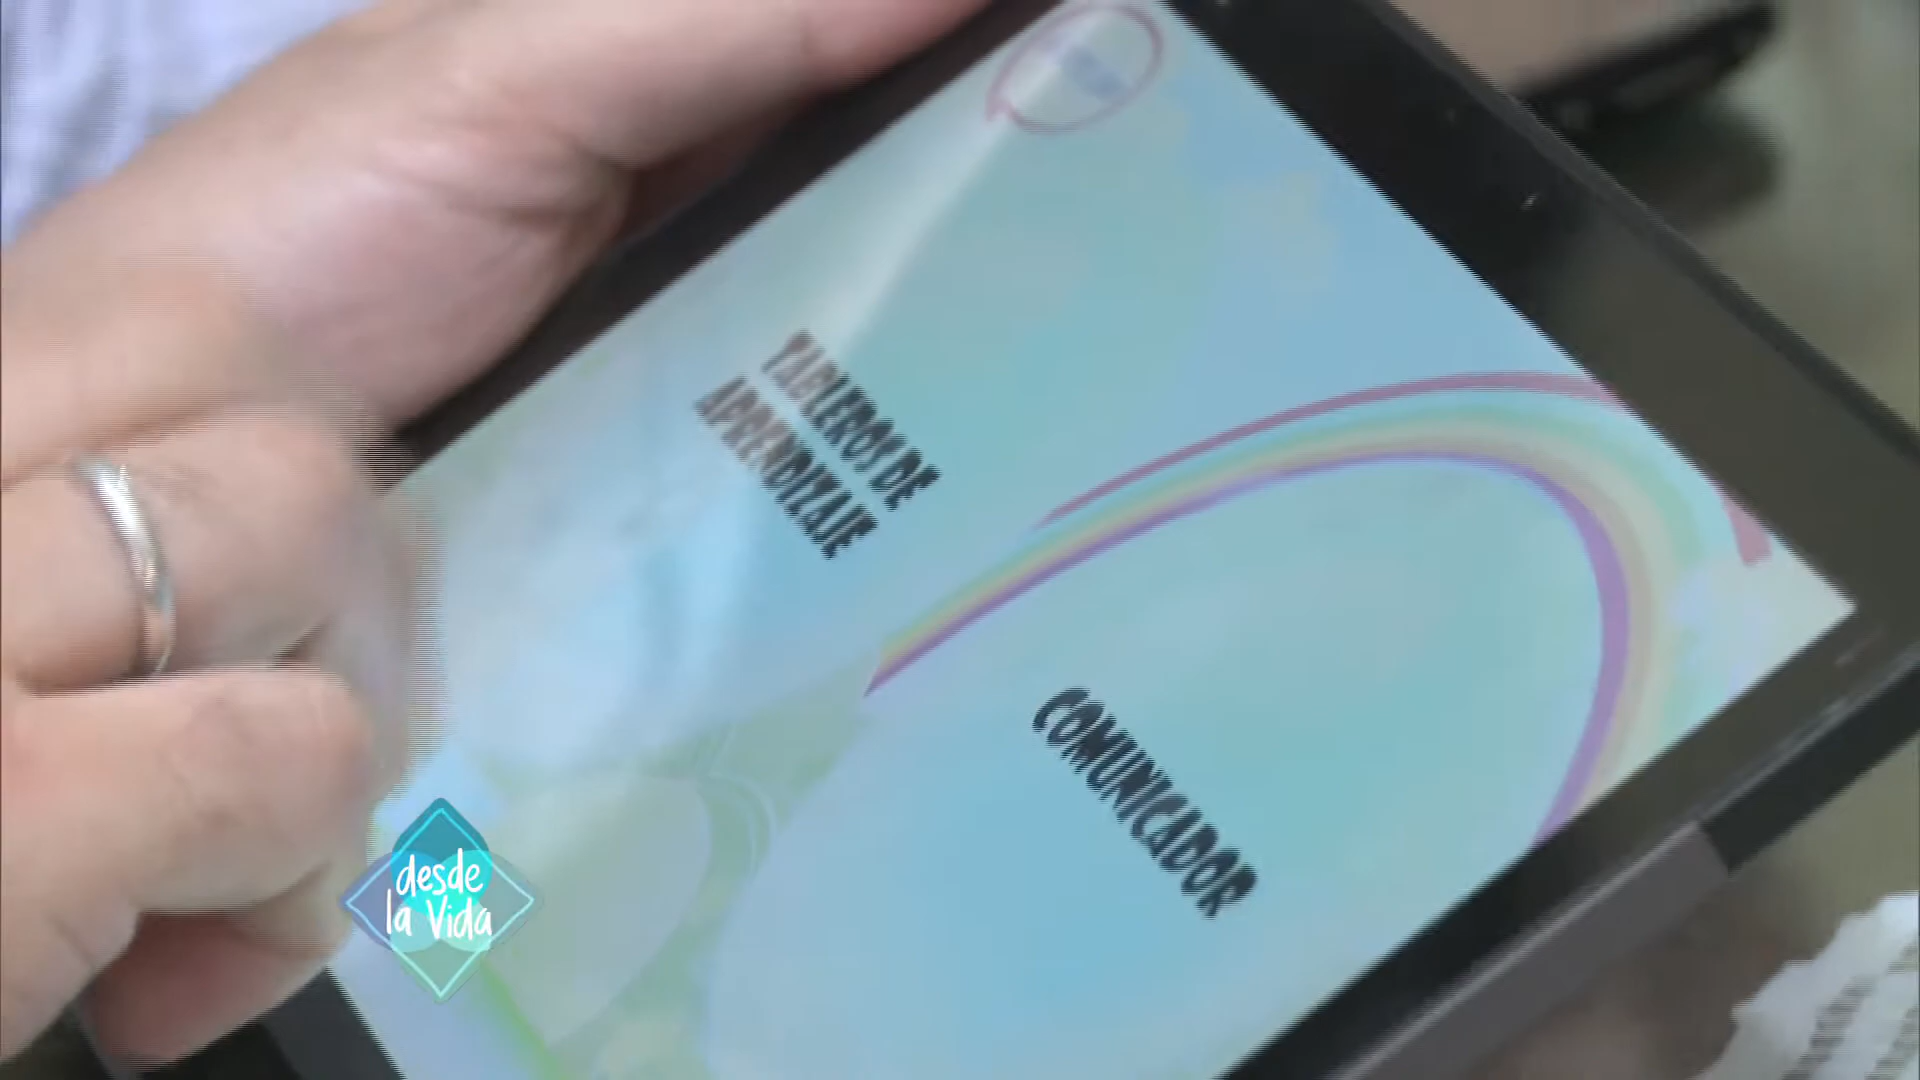 TABLEROS DE
APRENDIZAJE
COMUNICADOR
desde
la Vida